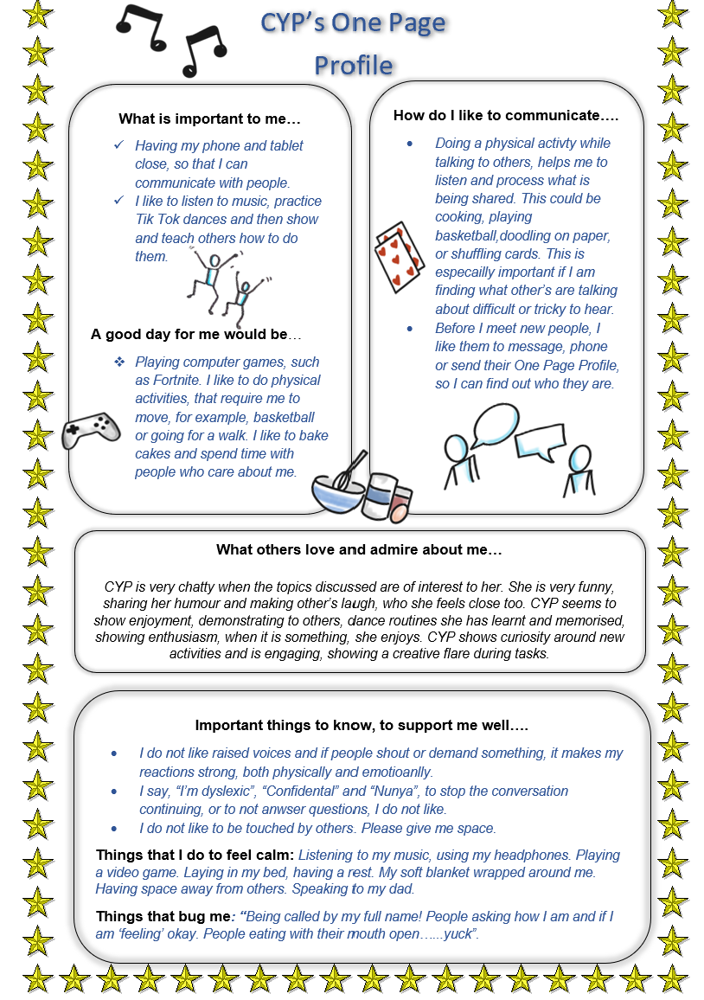 CYP's One Page
Profile
What is important to me…
Having my phone and tablet
close, so that I can
communicate with people.
I like to listen to music, practice
Tik Tok dances and then show
and teach others how to do
them.
A good day for me would be…
Playing computer games, such
as Fortnite. I like to do physical
activities, that require me to
move, for example, basketball
or going for a walk. I like to bake
cakes and spend time with
people who care about me.
How do I like to communicate….
Doing a physical activty while
talking to others, helps me to
listen and process what is
being shared. This could be
cooking, playing
basketball,doodling on paper,
or shuffling cards. This is
especailly important if I am
finding what other's are talking
about difficult or tricky to hear.
Before I meet new people, I
like them to message, phone
or send their One Page Profile,
so I can find out who they are.
What others love and admire about me…
CYP is very chatty when the topics discussed are of interest to her. She is very funny,
sharing her humour and making other's laugh, who she feels close too. CYP seems to
show enjoyment, demonstrating to others, dance routines she has learnt and memorised,
showing enthusiasm, when it is something, she enjoys. CYP shows curiosity around new
activities and is engaging, showing a creative flare during tasks.
Important things to know, to support me well….
I do not like raised voices and if people shout or demand something, it makes my
reactions strong, both physically and emotioanlly.
I say, "I'm dyslexic", "Confidental" and "Nunya", to stop the conversation
continuing, or to not anwser questions, I do not like.
I do not like to be touched by others. Please give me space.
Things that I do to feel calm: Listening to my music, using my headphones. Playing
a video game. Laying in my bed, having a rest. My soft blanket wrapped around me.
Having space away from others. Speaking to my dad.
Things that bug me: "Being called by my full name! People asking how I am and if I
am 'feeling' okay. People eating with their mouth open…...yuck".